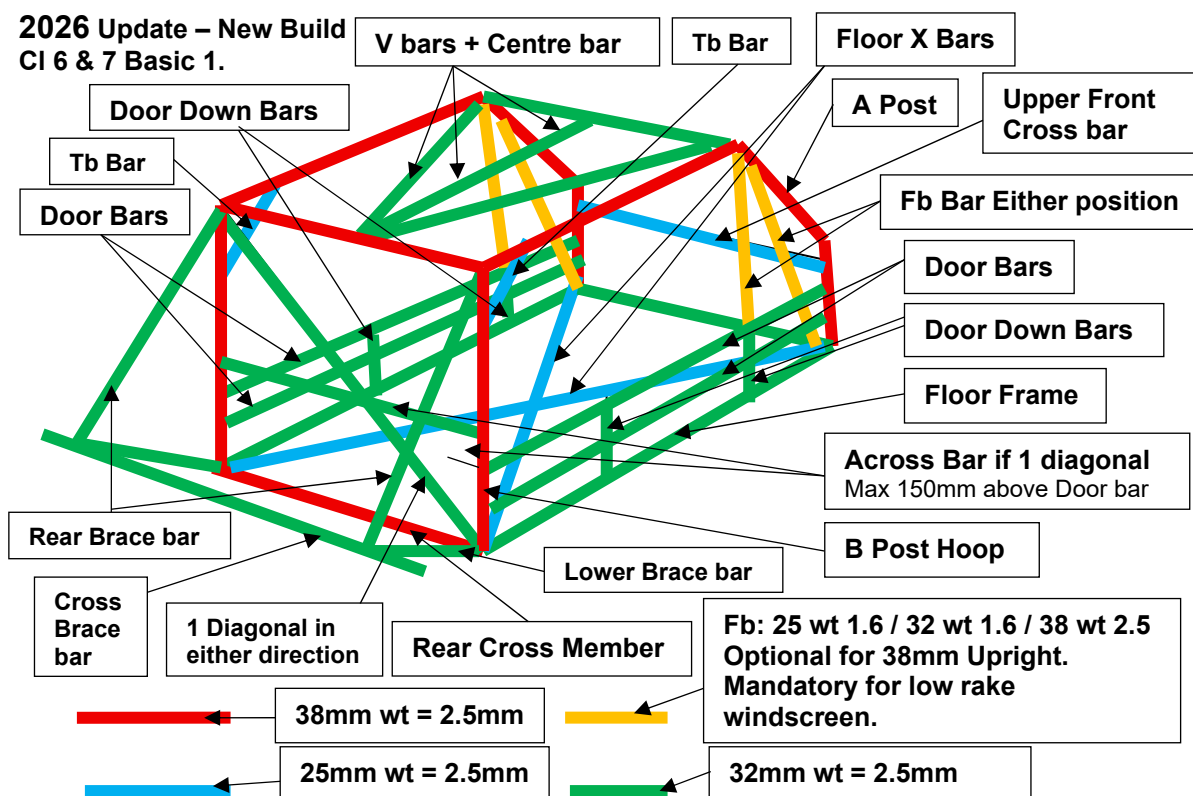 2026 Update – New Build
Cl 6 & 7 Basic 1.
V bars + Centre bar
Tb Bar
Floor X Bars
Door Down Bars
A Post
Upper Front
Cross bar
Tb Bar
Door Bars
Fb Bar Either position
Door Bars
Door Down Bars
Floor Frame
Across Bar if 1 diagonal
Max 150mm above Door bar
Rear Brace bar
B Post Hoop
Lower Brace bar
Cross
Brace
bar
1 Diagonal in
either direction
Rear Cross Member
Fb: 25 wt 1.6 / 32 wt 1.6 / 38 wt 2.5
Optional for 38mm Upright.
Mandatory for low rake
windscreen.
38mm wt = 2.5mm
25mm wt = 2.5mm
32mm wt = 2.5mm